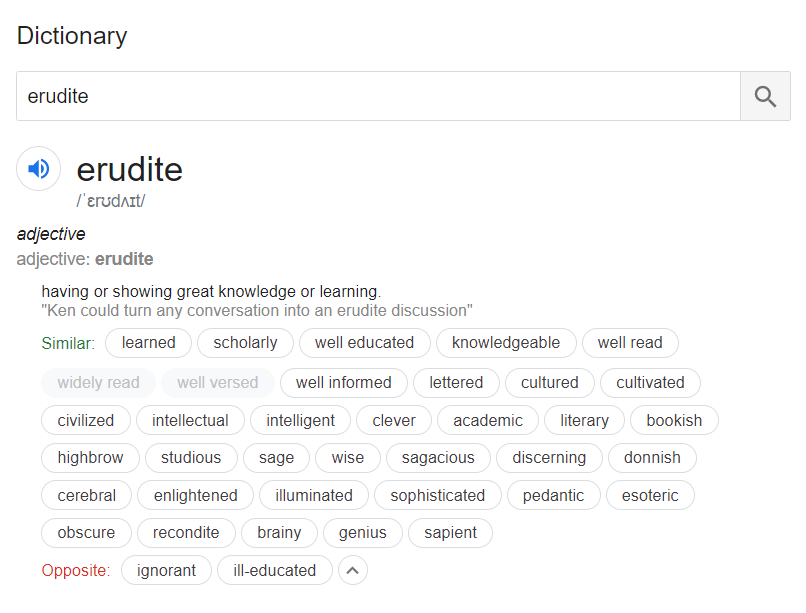 Dictionary
erudite
erudite
/ˈɛrʊdʌɪt/
adjective
adjective: erudite
having or showing great knowledge or learning.
"Ken could turn any conversation into an erudite discussion"
Similar: learned scholarly well educated knowledgeable well read
widely read well versed well informed lettered cultured cultivated
civilized intellectual intelligent clever academic literary bookish
highbrow studious sage wise sagacious discerning donnish
cerebral enlightened illuminated sophisticated pedantic esoteric
obscure recondite brainy genius sapient
Opposite: ignorant ill-educated